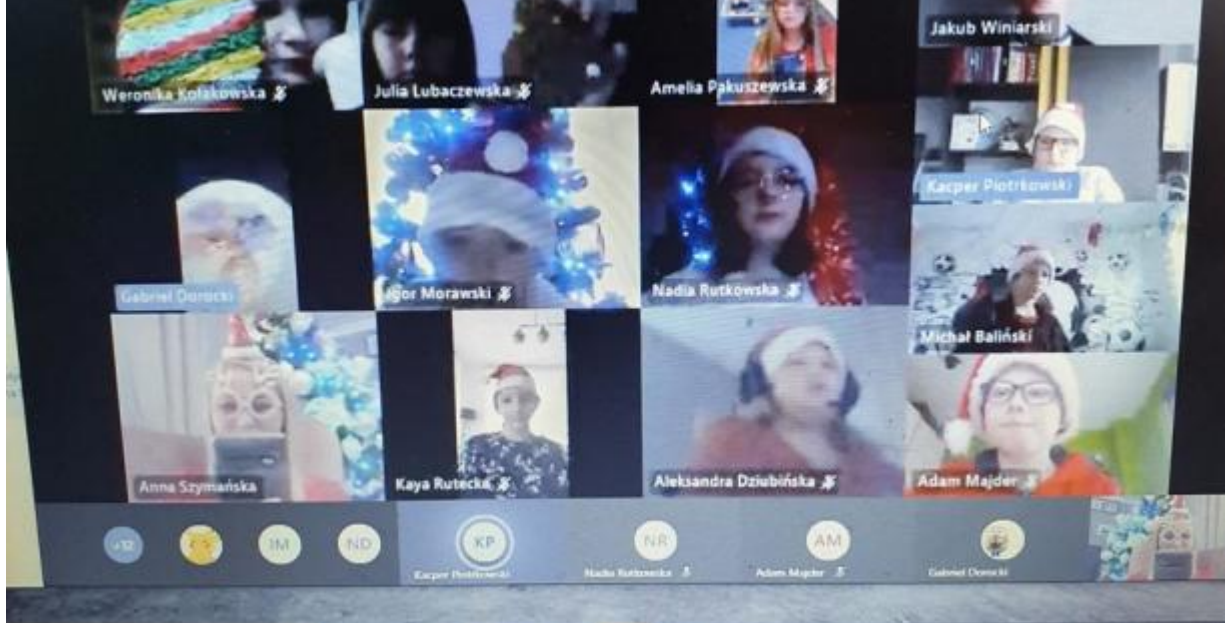 Jakub Winiarski
Weronika Kołakowska
Julia Lubaczewska
Amelia Pakuszewska
Kacper Piotrkowski
Gabriel Dorocki
Igor Morawski
Nadia Rutkowska
Michał Baliński
Anna Szymańska
Kaya Rutecka
Aleksandra Dziubińska
Adam Majder
+12
IM
ND
KP
NR
AM
Kacper Piotrkowski
Nadia Rutkowska
Adam Majder
Gabriel Dorocki